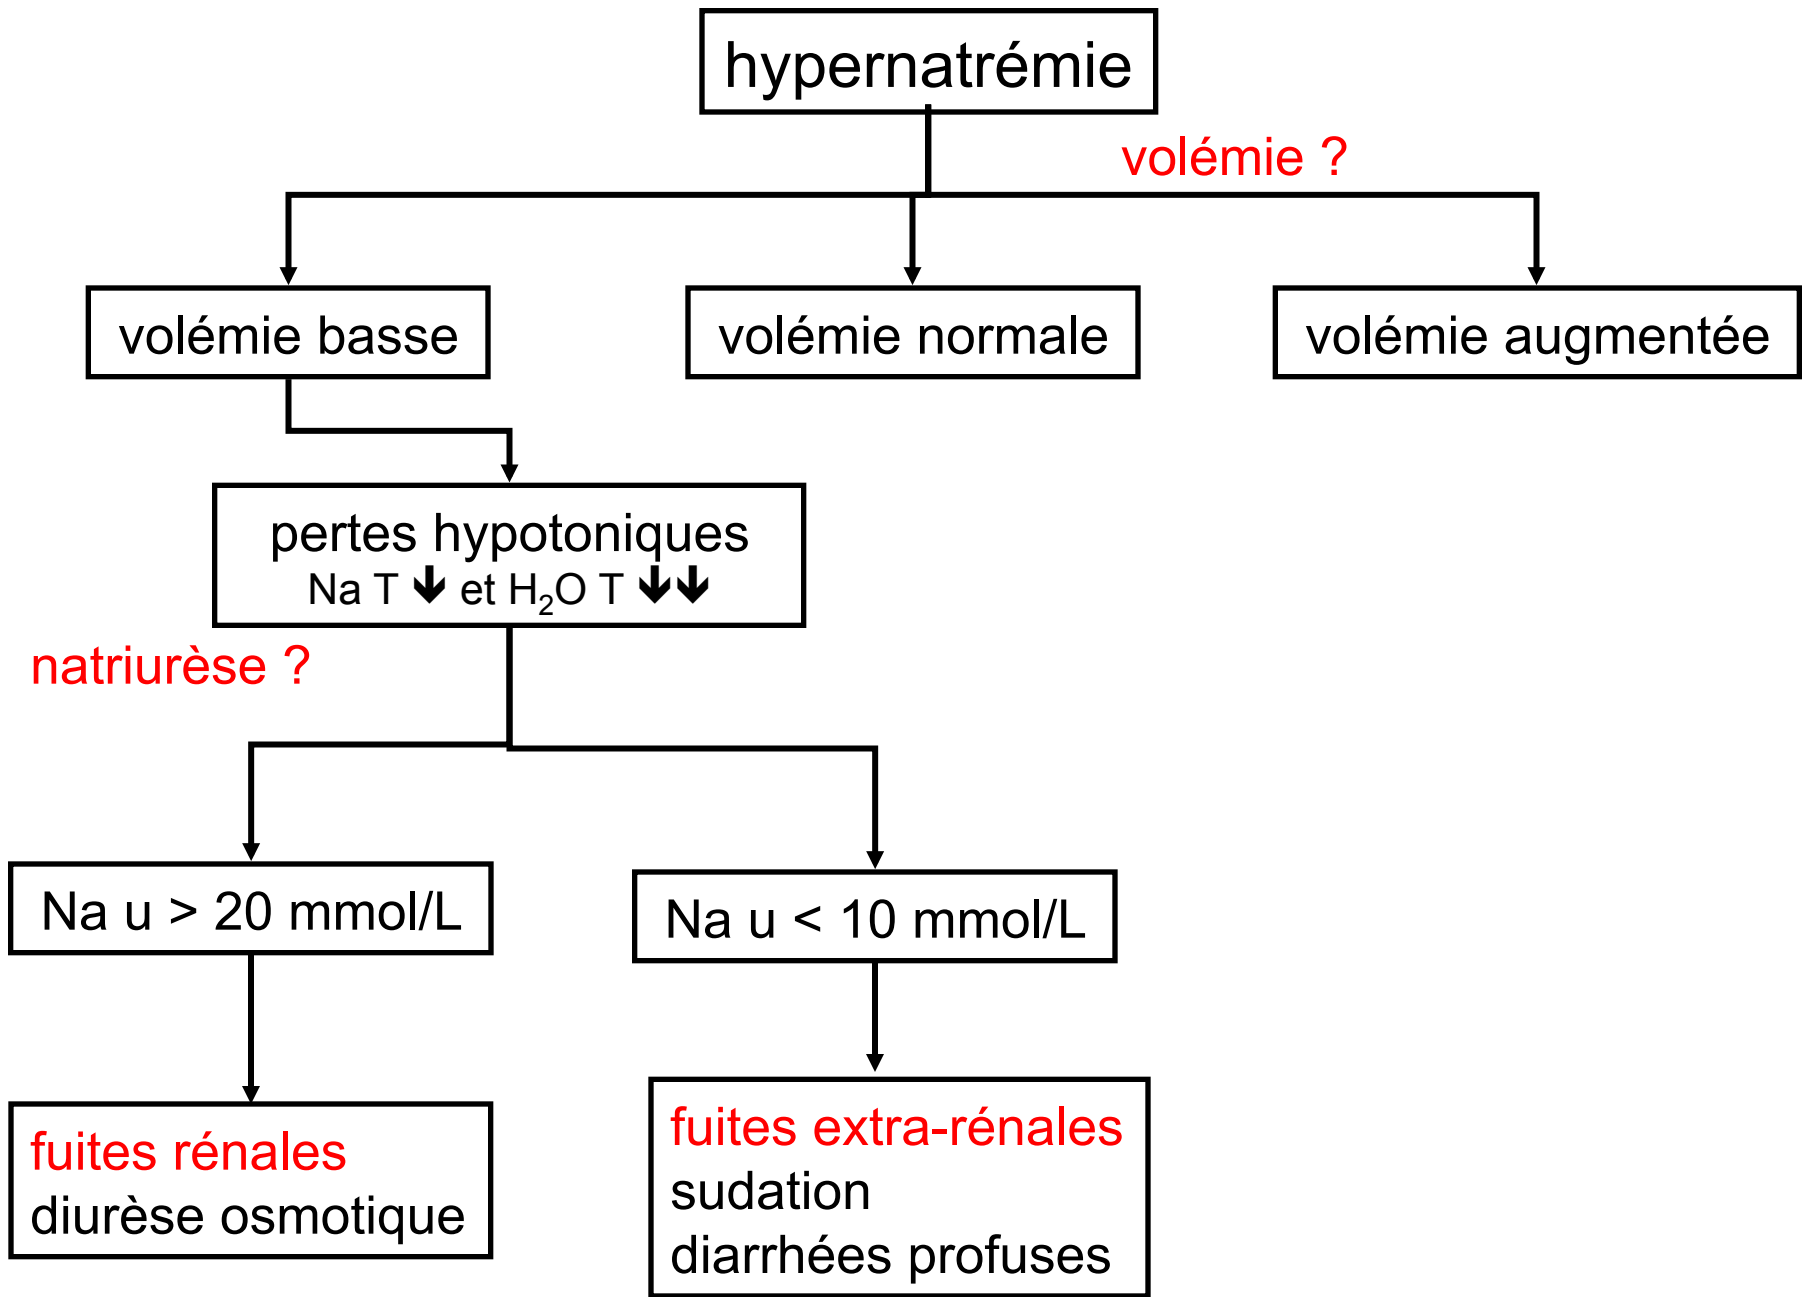 hypernatrémie
volémie ?
volémie basse
volémie normale
volémie augmentée
pertes hypotoniques
Na T 🡻 et H₂O T 🡻🡻
natriurèse ?
Na u > 20 mmol/L
Na u < 10 mmol/L
fuites rénales
diurèse osmotique
fuites extra-rénales
sudation
diarrhées profuses